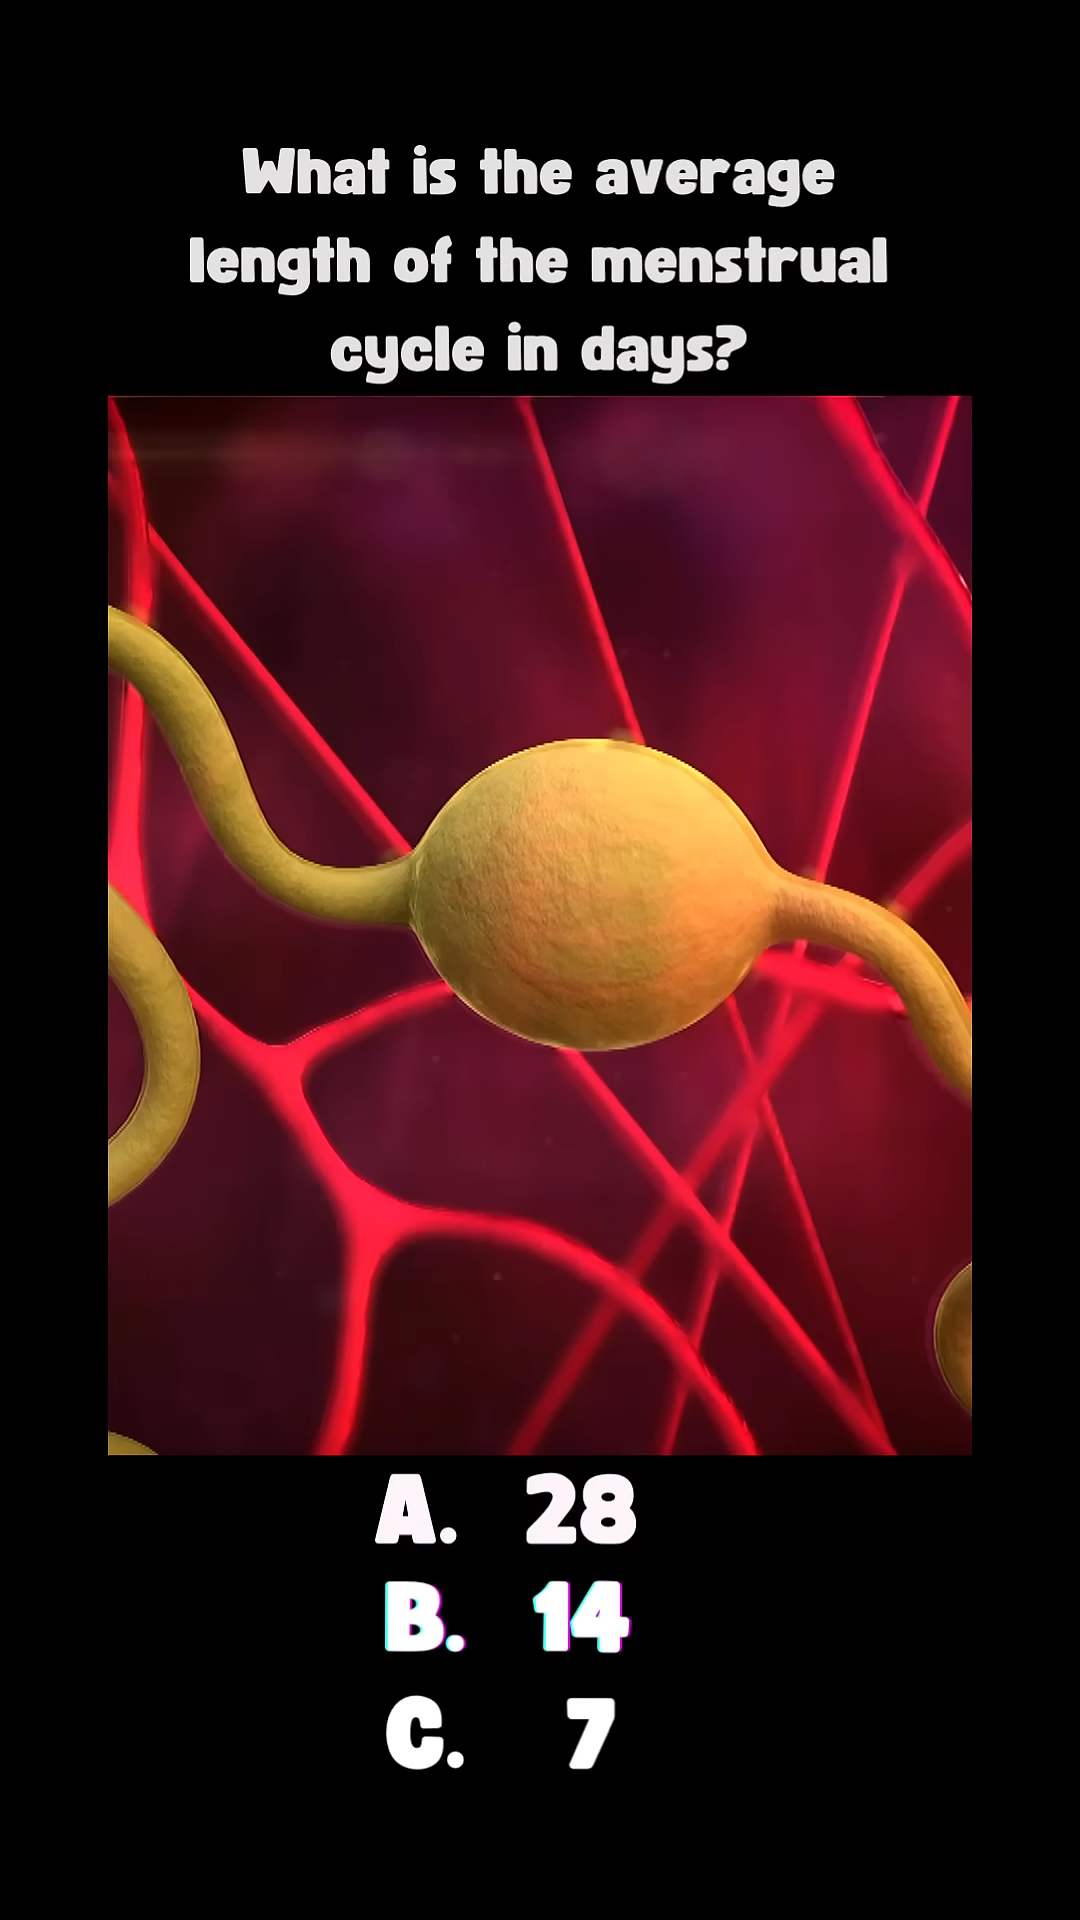 What is the average
length of the menstrual
cycle in days?
A. 28
B. 14
C. 7